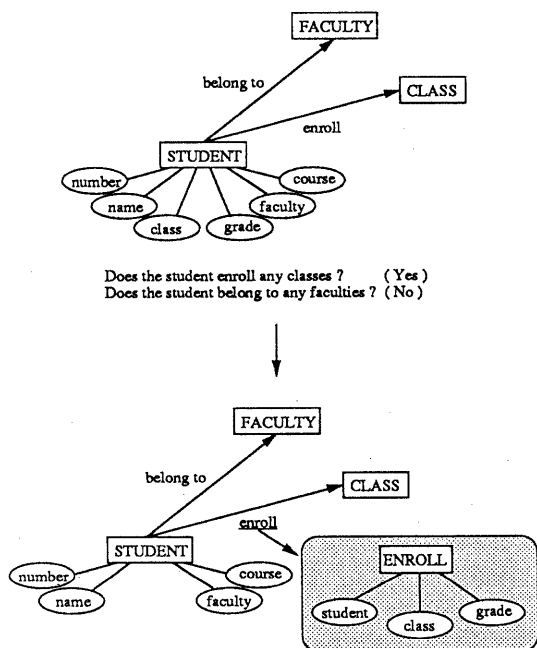 FACULTY
belong to
CLASS
enroll
STUDENT
number
course
name
faculty
class
grade
Does the student enroll any classes ? ( Yes )
Does the student belong to any faculties ? ( No )
FACULTY
belong to
CLASS
enroll
STUDENT
ENROLL
number
course
name
faculty
student
grade
class